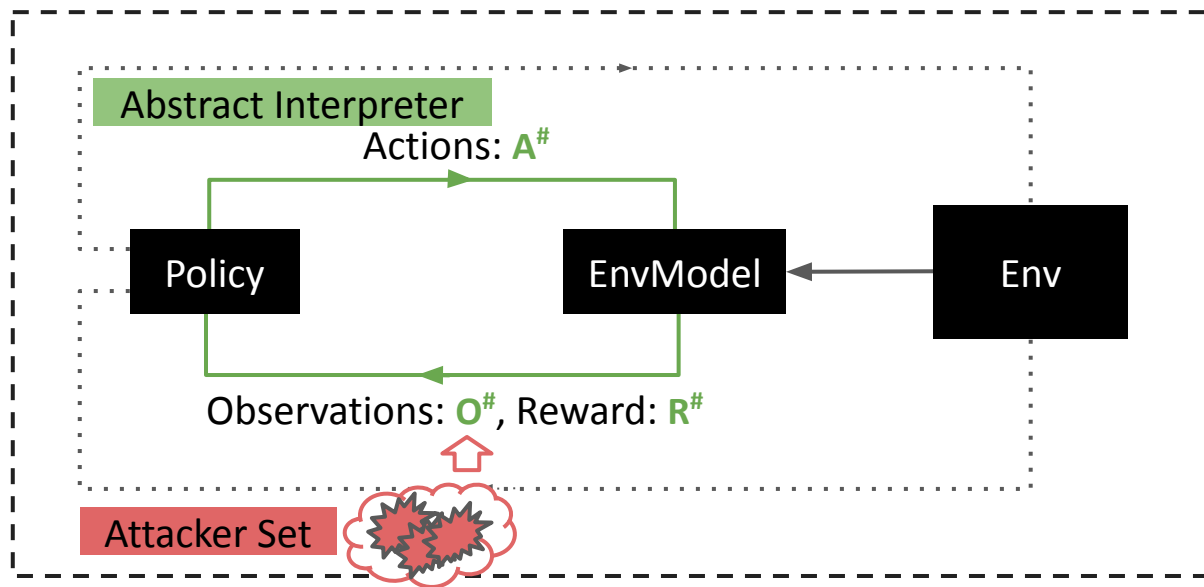 Abstract Interpreter
Actions: A#
Policy
EnvModel
Env
Observations: O#, Reward: R#
Attacker Set